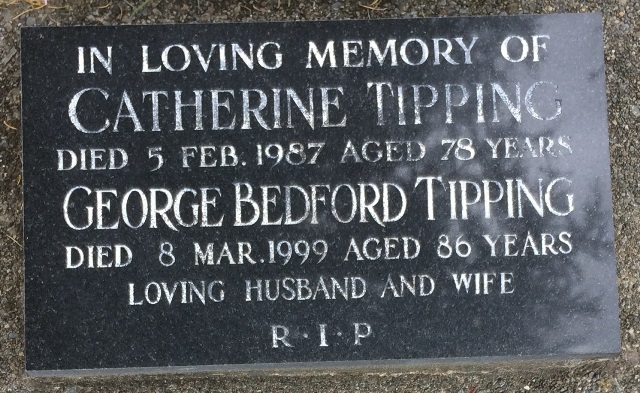 IN LOVING MEMORY OF
CATHERINE TIPPING
DIED 5 FEB. 1987 AGED 78 YEARS
GEORGE BEDFORD TIPPING
DIED 8 MAR. 1999 AGED 86 YEARS
LOVING HUSBAND AND WIFE
R·I·P